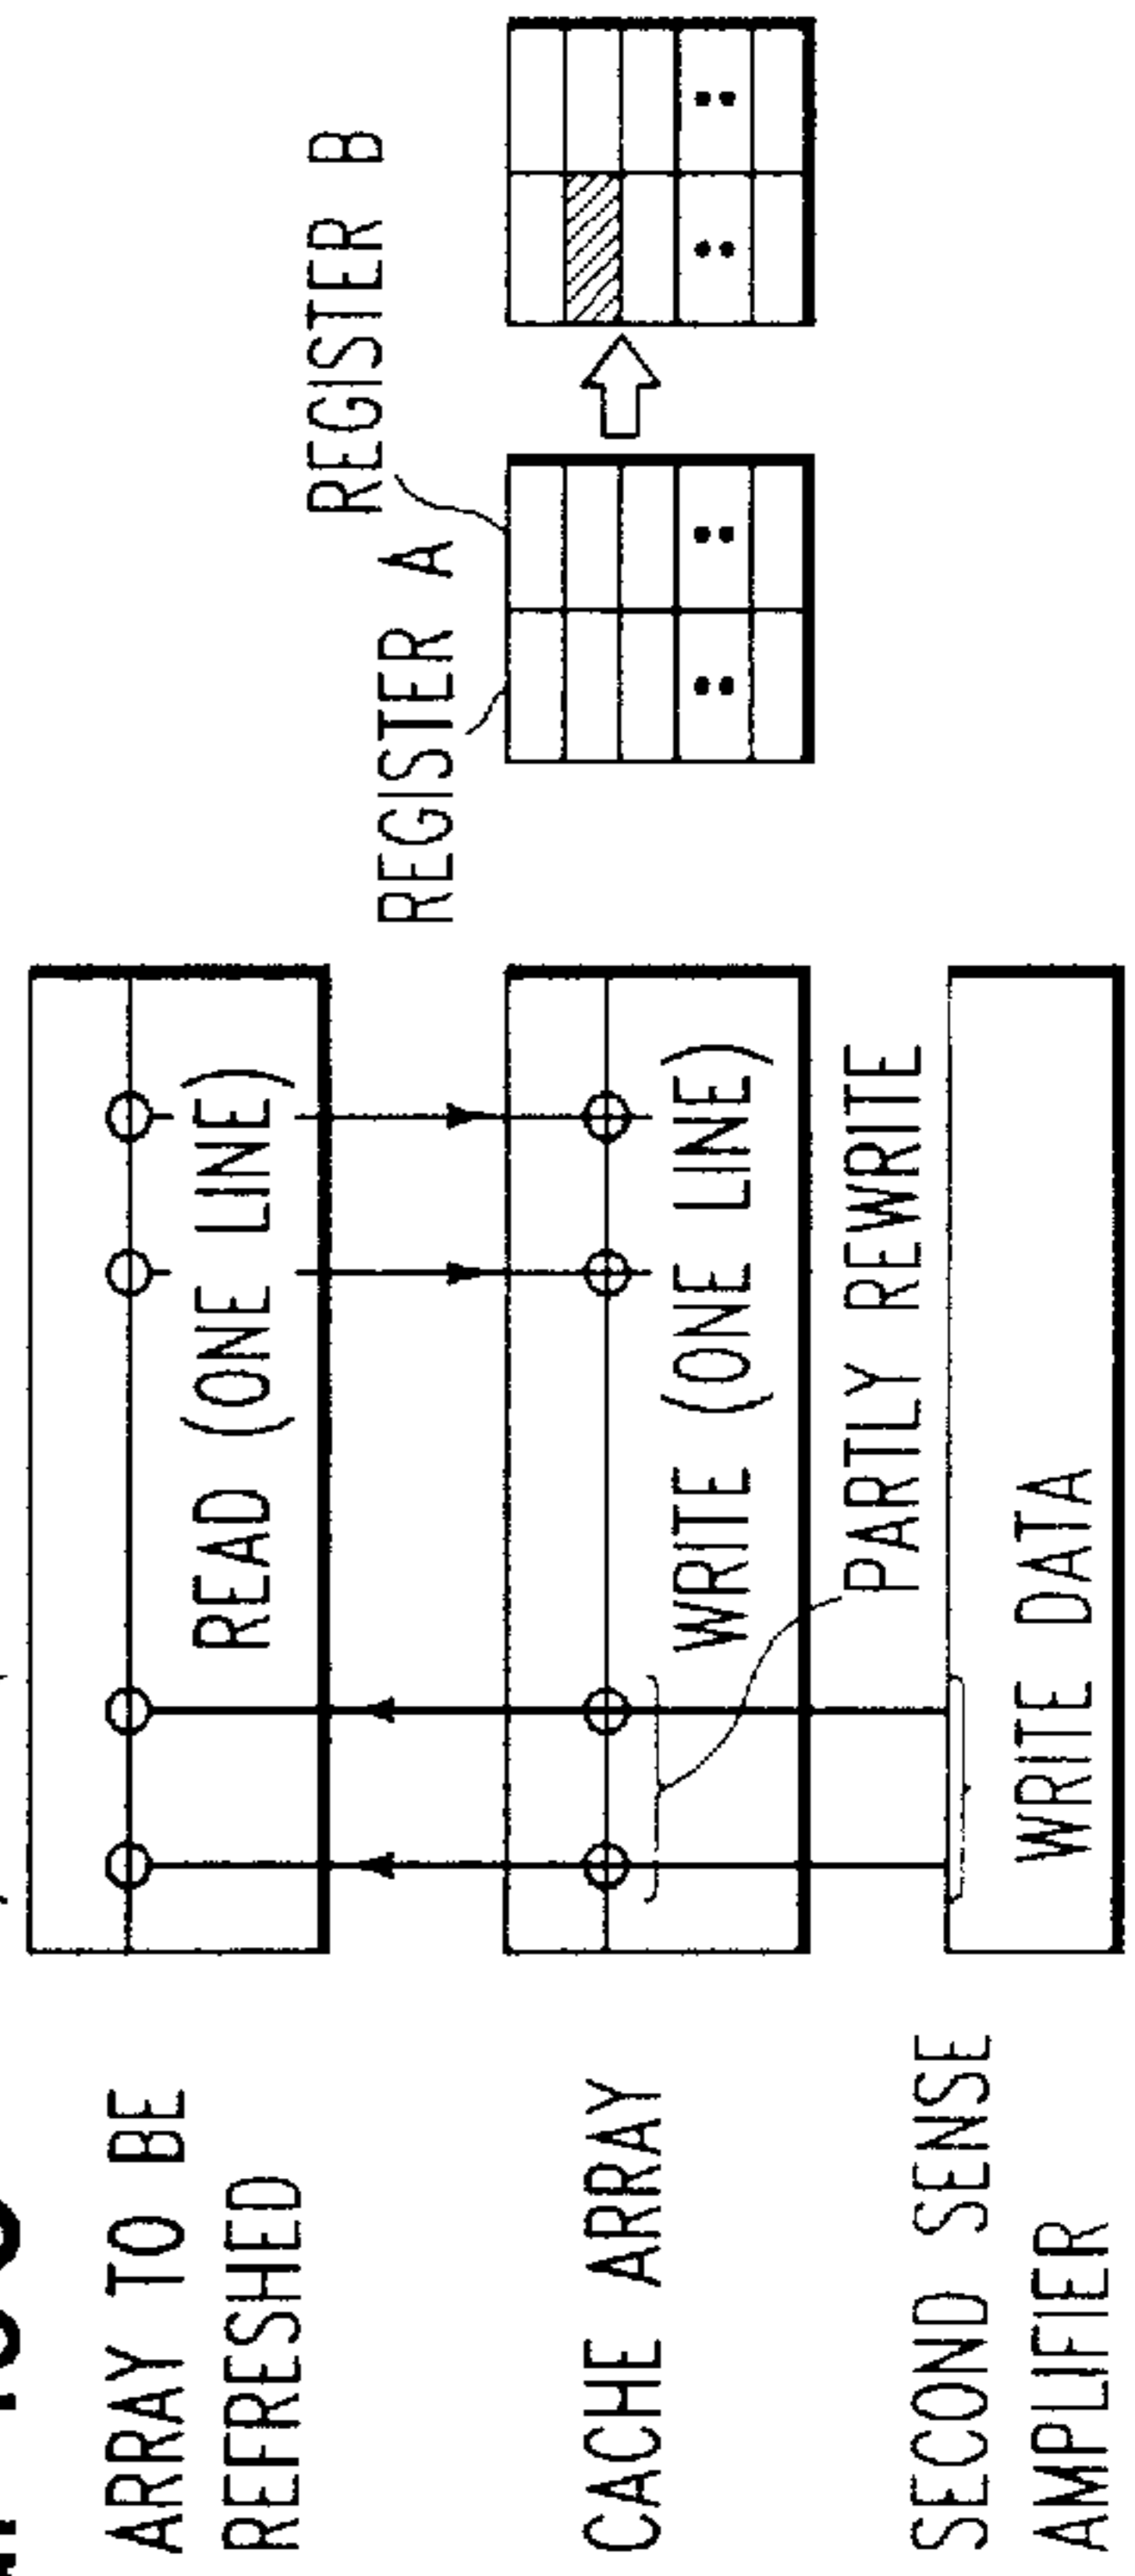 ARRAY TO BE
REFRESHED
READ (ONE LINE)
REGISTER B
REGISTER A
CACHE ARRAY
WRITE (ONE LINE)
PARTLY REWRITE
SECOND SENSE
AMPLIFIER
WRITE DATA